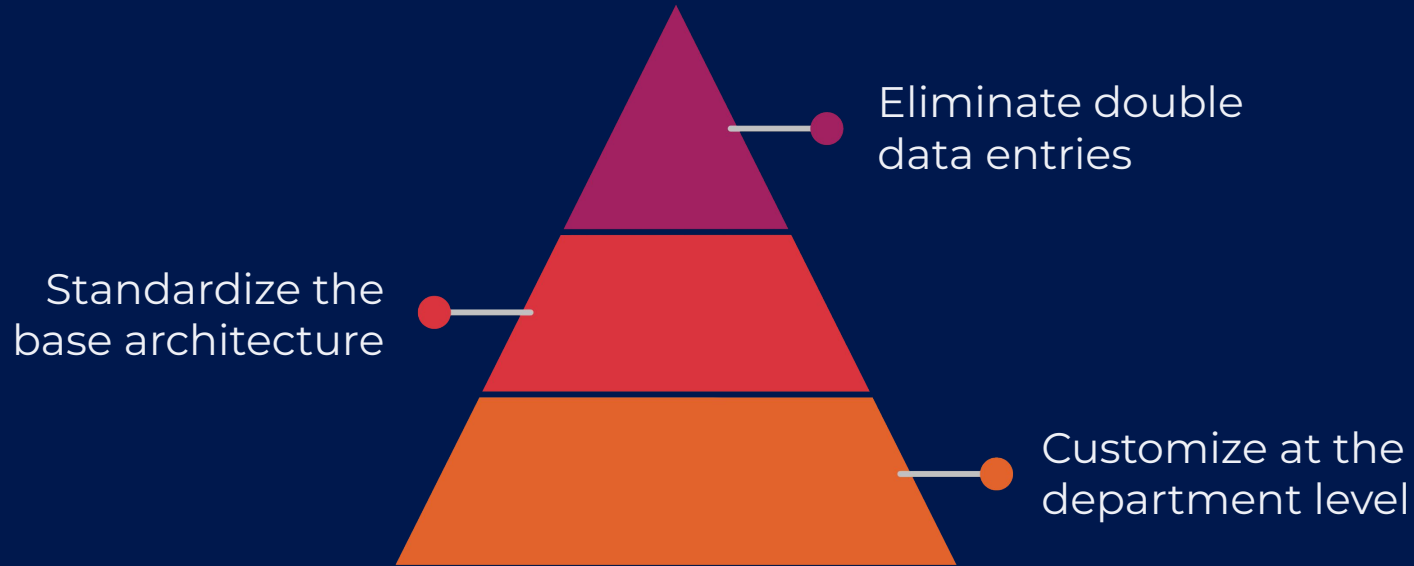 Eliminate double
data entries
Standardize the
base architecture
Customize at the
department level